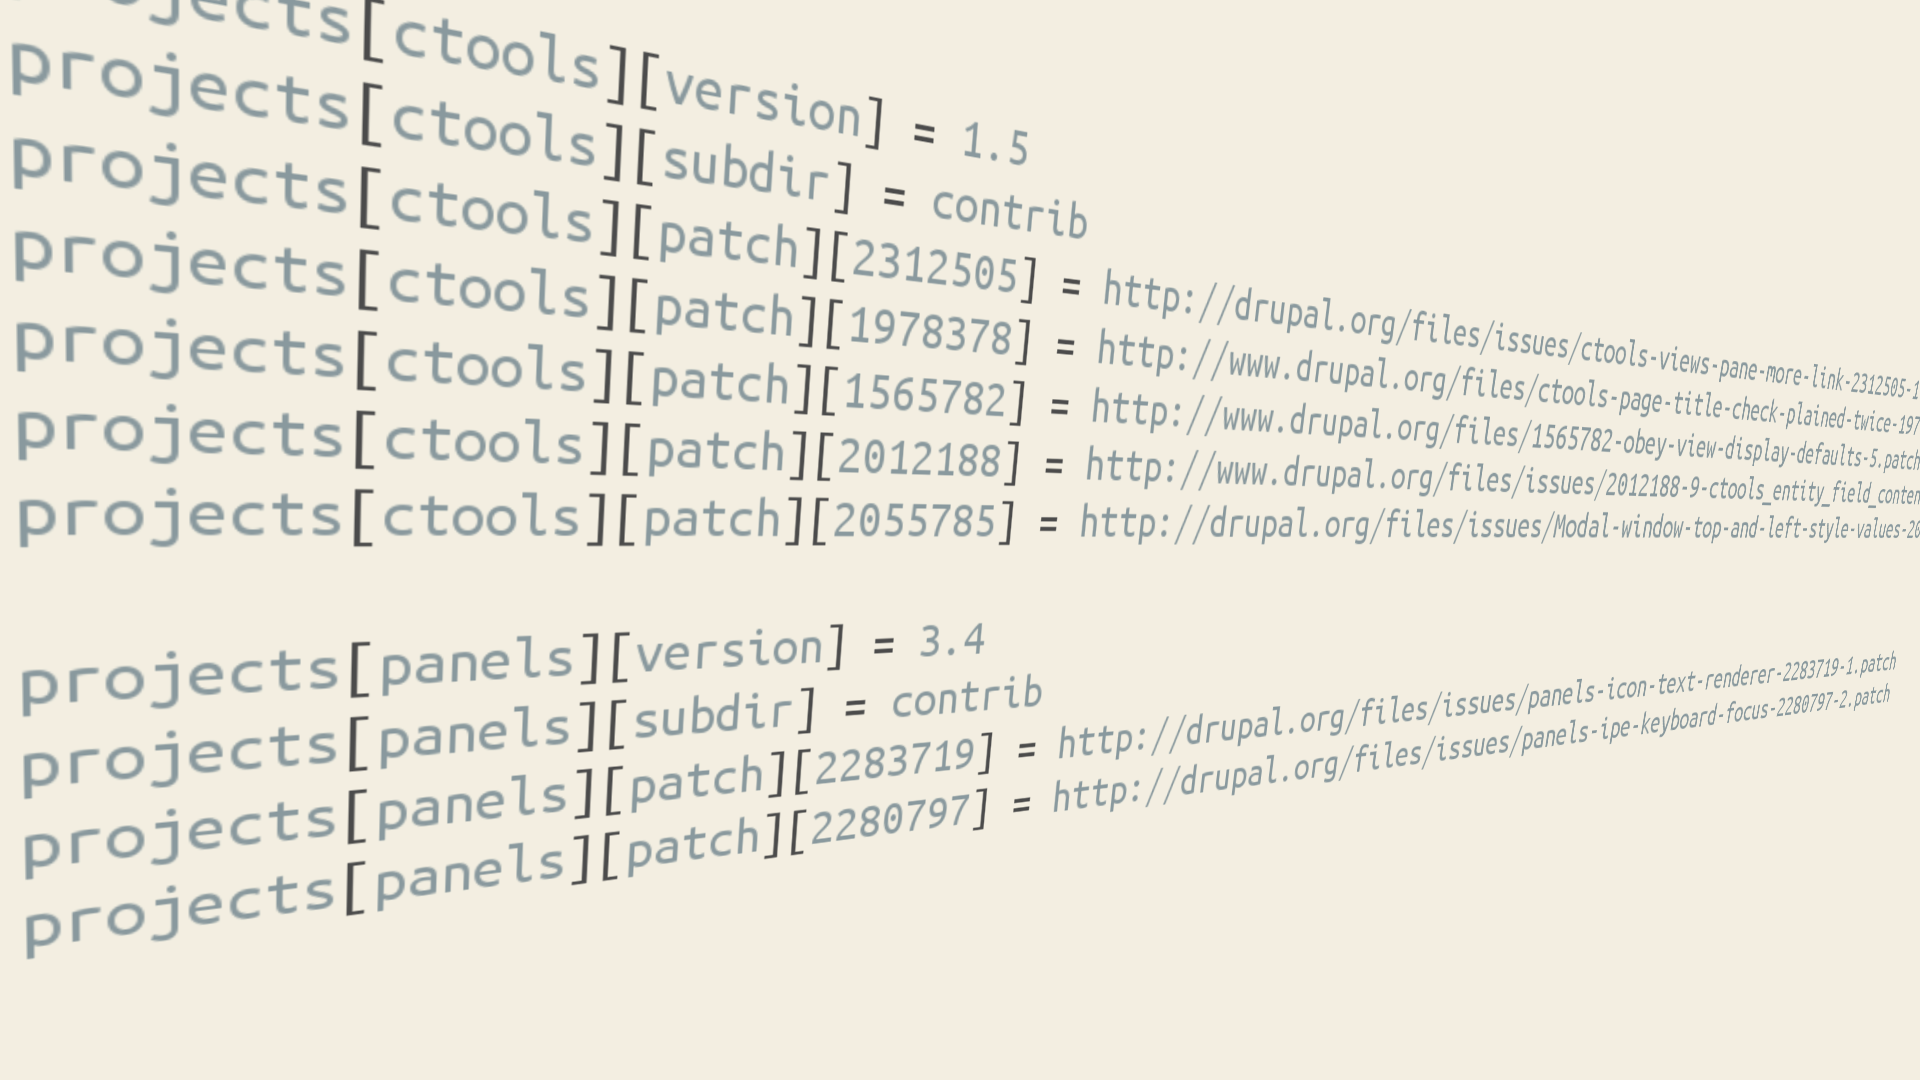 projects[ctools][version] = 1.5
projects[ctools][subdir] = contrib
projects[ctools][patch][2312505] = http://drupal.org/files/issues/ctools-views-pane-more-link-2312505-1
projects[ctools][patch][1978378] = http://www.drupal.org/files/ctools-page-title-check-plained-twice-197
projects[ctools][patch][1565782] = http://www.drupal.org/files/1565782-obey-view-display-defaults-5.patch
projects[ctools][patch][2012188] = http://www.drupal.org/files/issues/2012188-9-ctools_entity_field_conten
projects[ctools][patch][2055785] = http://drupal.org/files/issues/Modal-window-top-and-left-style-values-20
projects[panels][version] = 3.4
projects[panels][subdir] = contrib
projects[panels][patch][2283719] = http://drupal.org/files/issues/panels-icon-text-renderer-2283719-1.patch
projects[panels][patch][2280797] = http://drupal.org/files/issues/panels-ipe-keyboard-focus-2280797-2.patch